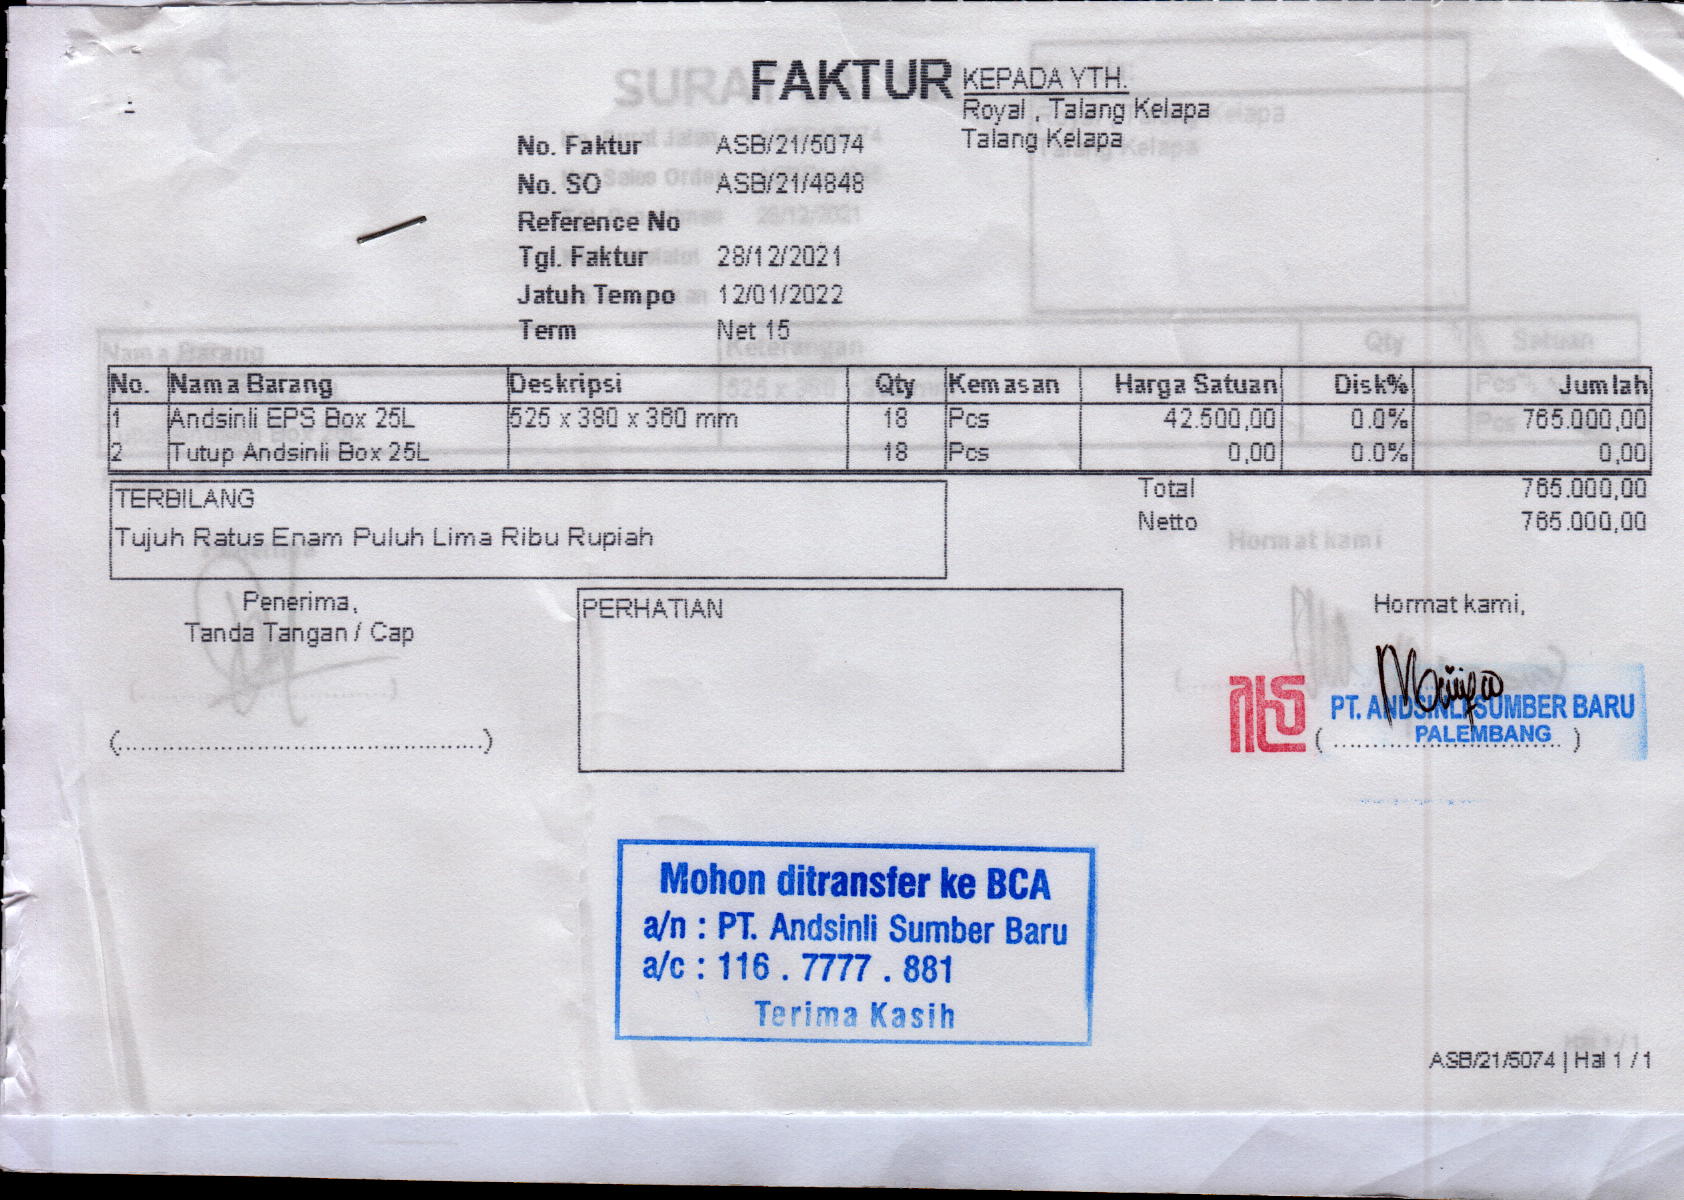 FAKTUR
KEPADA YTH.
Royal , Talang Kelapa
Talang Kelapa
No. Faktur ASB/21/5074
No. SO ASB/21/4848
Reference No
Tgl. Faktur 28/12/2021
Jatuh Tempo 12/01/2022
Term Net 15
No. Nama Barang Deskripsi Qty Kemasan Harga Satuan Disk% Jumlah
1 Andsinli EPS Box 25L 525 x 380 x 360 mm 18 Pcs 42.500,00 0.0% 765.000,00
2 Tutup Andsinli Box 25L 18 Pcs 0,00 0.0% 0,00
TERBILANG
Tujuh Ratus Enam Puluh Lima Ribu Rupiah
Total 765.000,00
Netto 765.000,00
Penerima,
Tanda Tangan / Cap
(................................................)
PERHATIAN
Hormat kami,
PT. ANDSINLI SUMBER BARU
PALEMBANG
Mohon ditransfer ke BCA
a/n : PT. Andsinli Sumber Baru
a/c : 116 . 7777 . 881
Terima Kasih
ASB/21/5074 | Hal 1 / 1